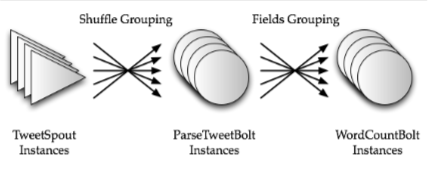 Shuffle Grouping
Fields Grouping
TweetSpout
Instances
ParseTweetBolt
Instances
WordCountBolt
Instances